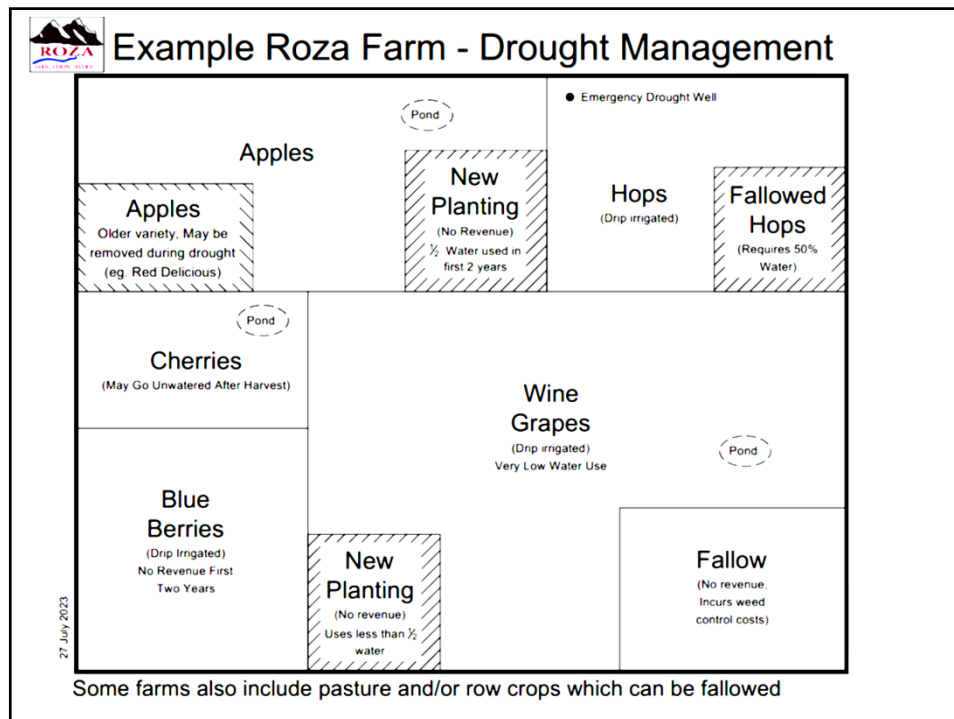 ROZA
Example Roza Farm - Drought Management
Emergency Drought Well
Pond
Apples
New
Planting
(No Revenue)
½ Water used in
first 2 years
Hops
(Drip irrigated)
Fallowed
Hops
(Requires 50%
Water)
Apples
Older variety, May be
removed during drought
(eg. Red Delicious)
Pond
Cherries
(May Go Unwatered After Harvest)
Wine
Grapes
(Drip irrigated)
Very Low Water Use
Pond
Blue
Berries
(Drip Irrigated)
No Revenue First
Two Years
New
Planting
(No revenue)
Uses less than ½
water
Fallow
(No revenue.
Incurs weed
control costs)
27 July 2023
Some farms also include pasture and/or row crops which can be fallowed